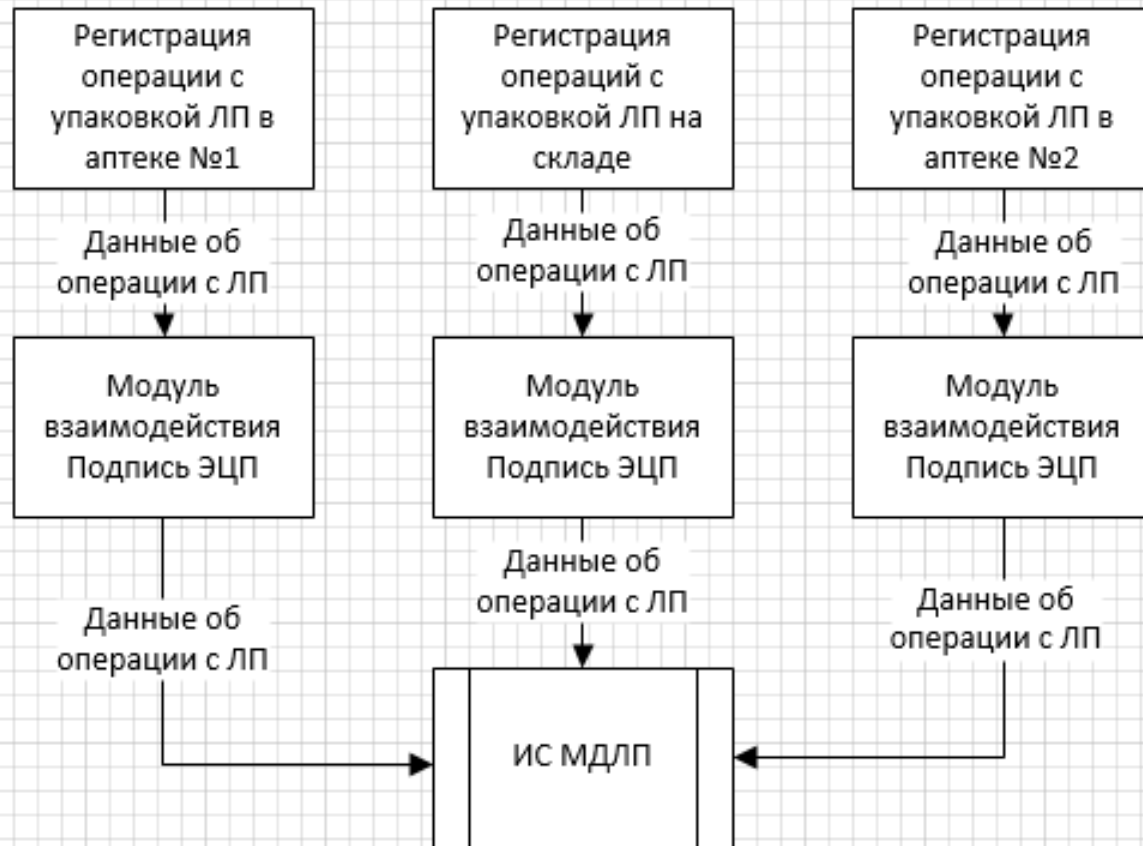 Регистрация
операции с
упаковкой ЛП в
аптеке №1
Регистрация
операций с
упаковкой ЛП на
складе
Регистрация
операции с
упаковкой ЛП в
аптеке №2
Данные об
операции с ЛП
Данные об
операции с ЛП
Данные об
операции с ЛП
Модуль
взаимодействия
Подпись ЭЦП
Модуль
взаимодействия
Подпись ЭЦП
Модуль
взаимодействия
Подпись ЭЦП
Данные об
операции с ЛП
Данные об
операции с ЛП
Данные об
операции с ЛП
ИС МДЛП